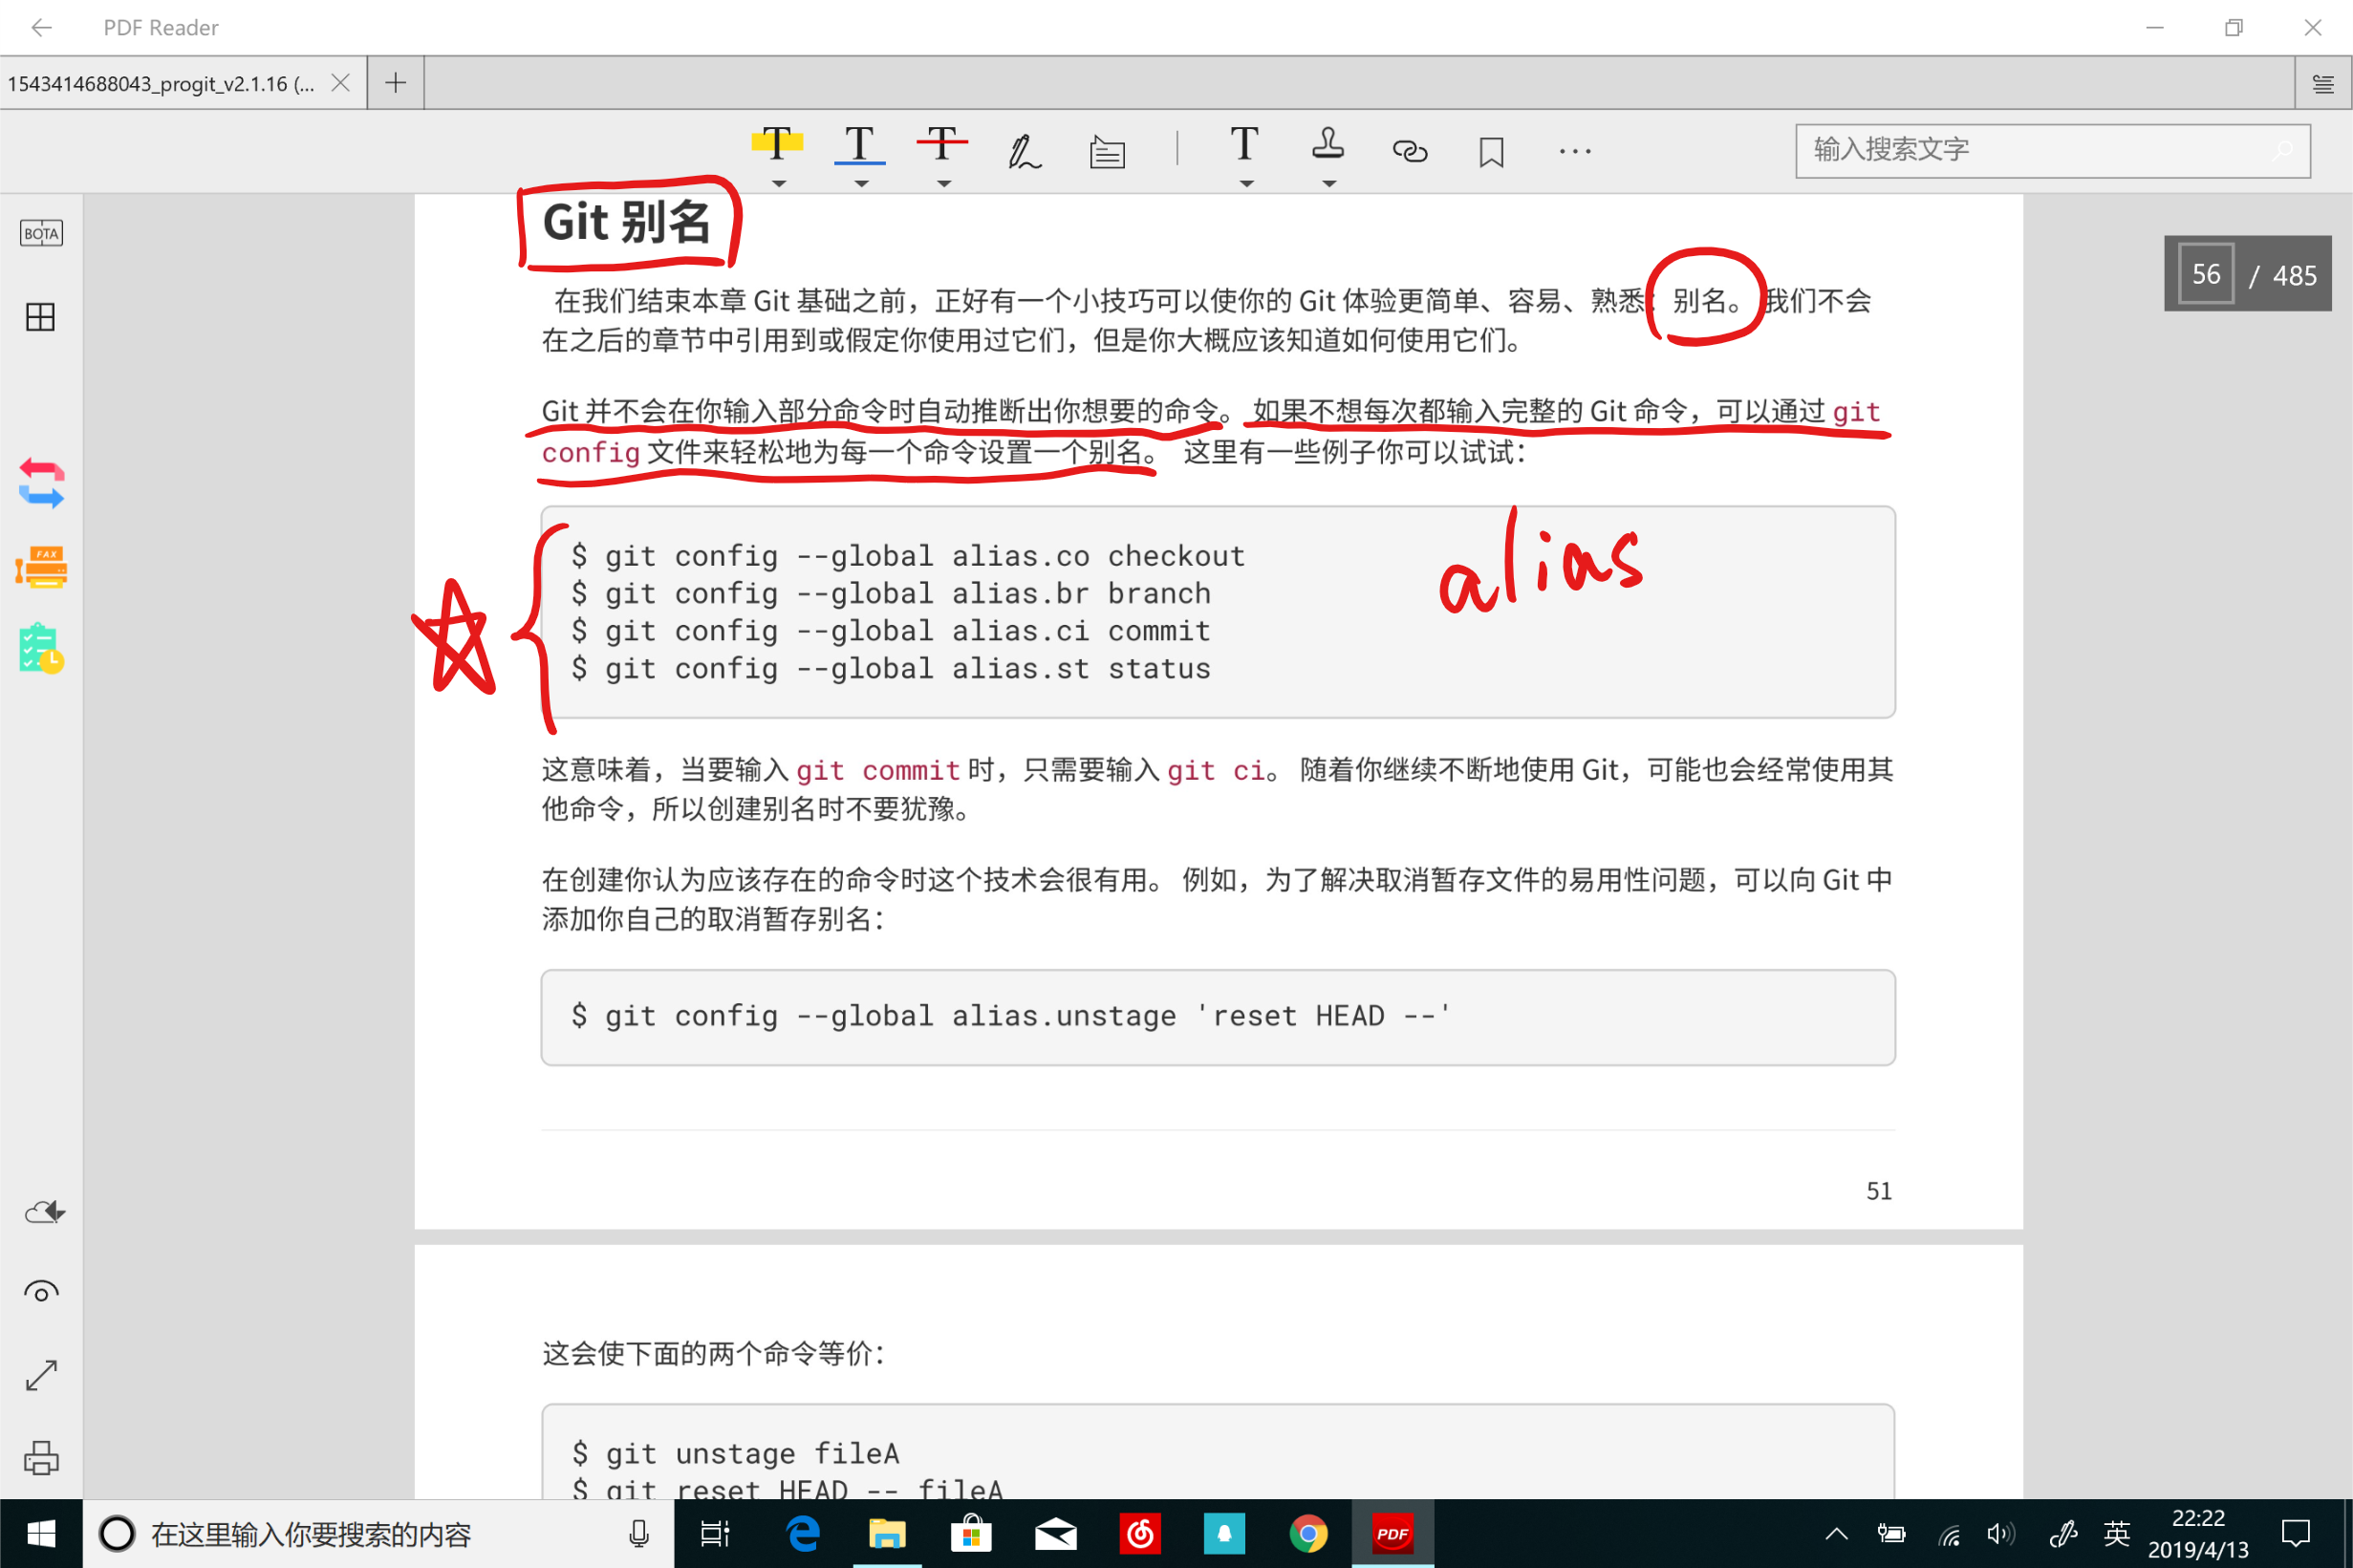 PDF Reader
1543414688043_progit_v2.1.16 (...
输入搜索文字
BOTA
FAX
56 / 485
Git 别名
在我们结束本章 Git 基础之前，正好有一个小技巧可以使你的 Git 体验更简单、容易、熟悉：别名。 我们不会
在之后的章节中引用到或假定你使用过它们，但是你大概应该知道如何使用它们。
Git 并不会在你输入部分命令时自动推断出你想要的命令。 如果不想每次都输入完整的 Git 命令，可以通过 git
config 文件来轻松地为每一个命令设置一个别名。 这里有一些例子你可以试试：
$ git config --global alias.co checkout
$ git config --global alias.br branch
$ git config --global alias.ci commit
$ git config --global alias.st status
alias
这意味着，当要输入 git commit 时，只需要输入 git ci。 随着你继续不断地使用 Git，可能也会经常使用其
他命令，所以创建别名时不要犹豫。
在创建你认为应该存在的命令时这个技术会很有用。 例如，为了解决取消暂存文件的易用性问题，可以向 Git 中
添加你自己的取消暂存别名：
$ git config --global alias.unstage 'reset HEAD --'
51
这会使下面的两个命令等价：
$ git unstage fileA
$ git reset HEAD -- fileA
在这里输入你要搜索的内容
PDF
英
22:22
2019/4/13